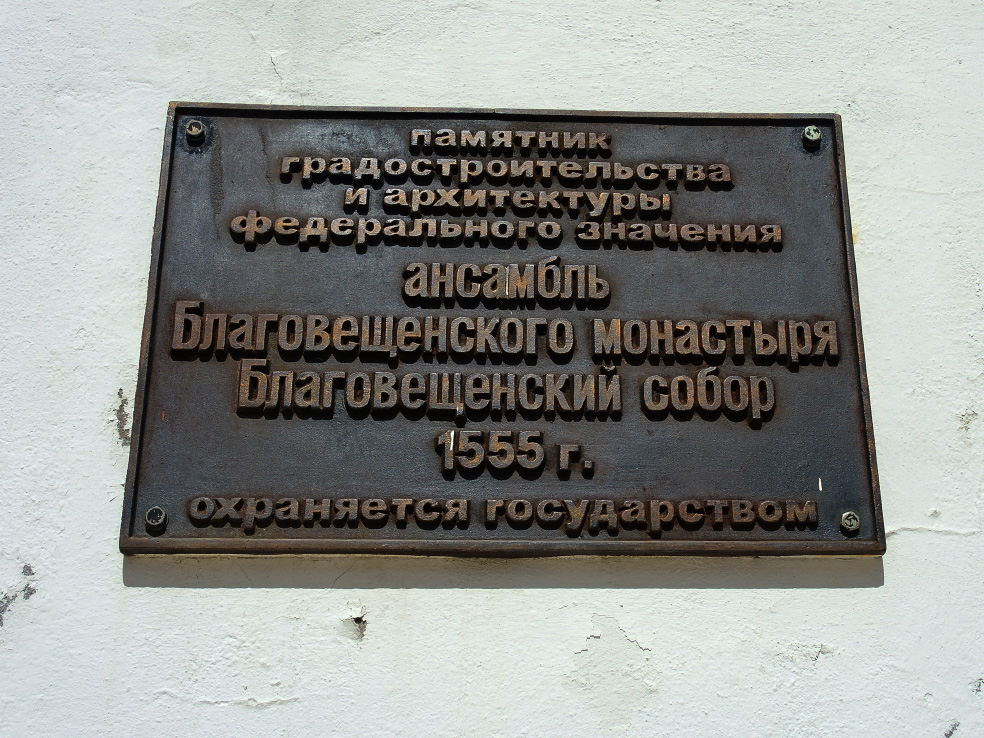 памятник
градостроительства
и архитектуры
федерального значения
ансамбль
Благовещенского монастыря
Благовещенский собор
1555 г.
охраняется государством